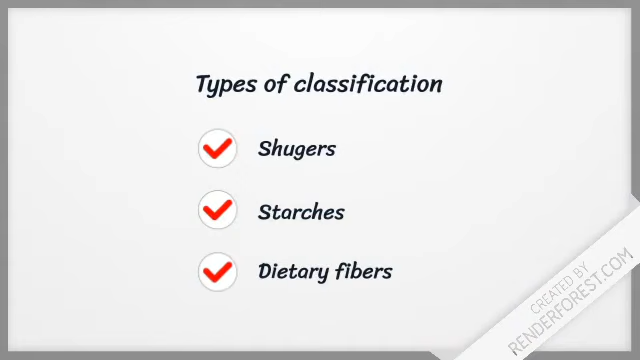 Types of classification
Shugers
Starches
Dietary fibers
CREATED BY
RENDERFOREST.COM